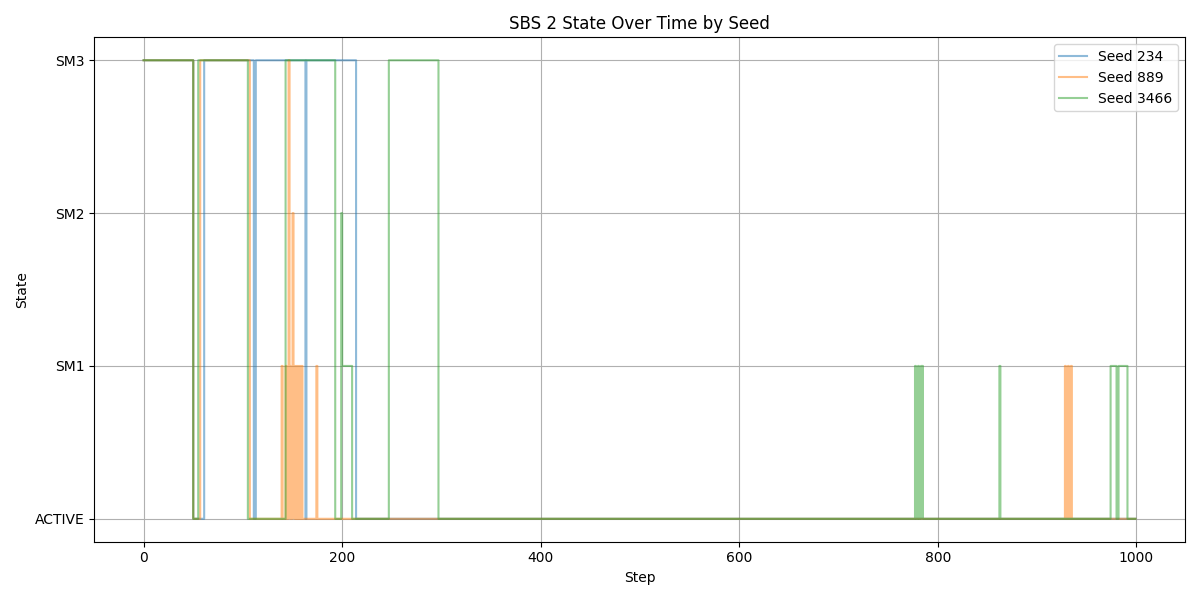 SBS 2 State Over Time by Seed
Seed 234
Seed 889
Seed 3466
State
SM3
SM2
SM1
ACTIVE
0 200 400 600 800 1000
Step